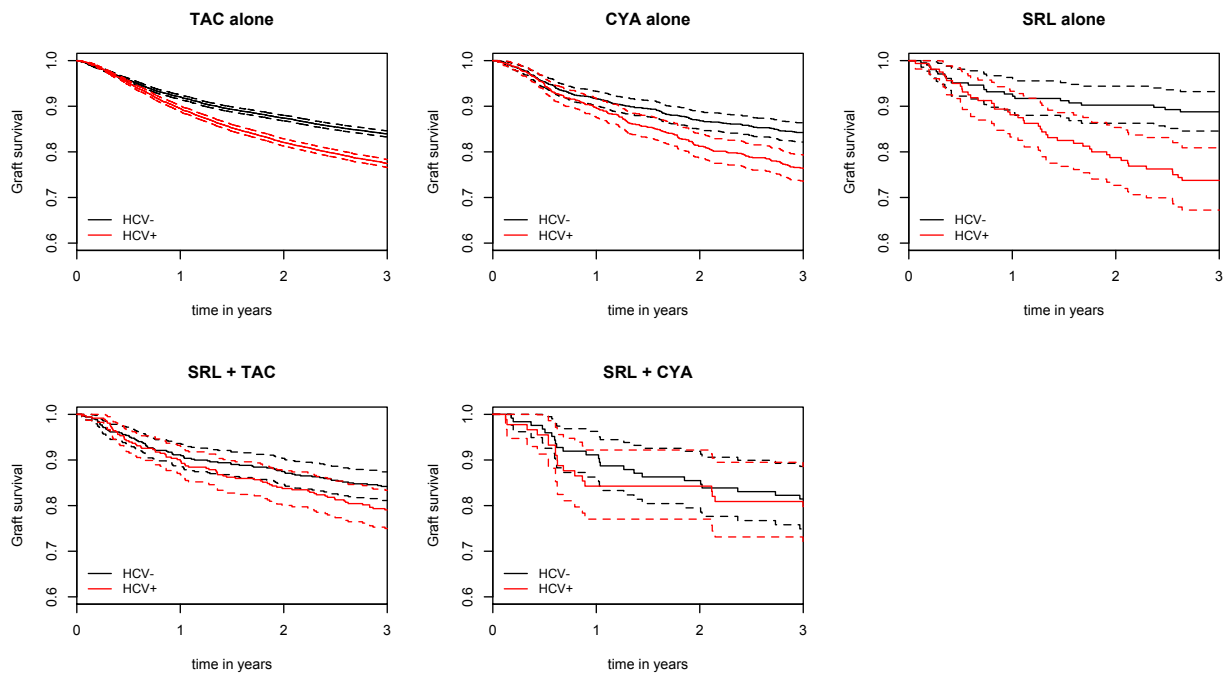 TAC alone
Graft survival
1.0
0.9
0.8
0.7
0.6
HCV-
HCV+
0 1 2 3
time in years
CYA alone
Graft survival
1.0
0.9
0.8
0.7
0.6
HCV-
HCV+
0 1 2 3
time in years
SRL alone
Graft survival
1.0
0.9
0.8
0.7
0.6
HCV-
HCV+
0 1 2 3
time in years
SRL + TAC
Graft survival
1.0
0.9
0.8
0.7
0.6
HCV-
HCV+
0 1 2 3
time in years
SRL + CYA
Graft survival
1.0
0.9
0.8
0.7
0.6
HCV-
HCV+
0 1 2 3
time in years